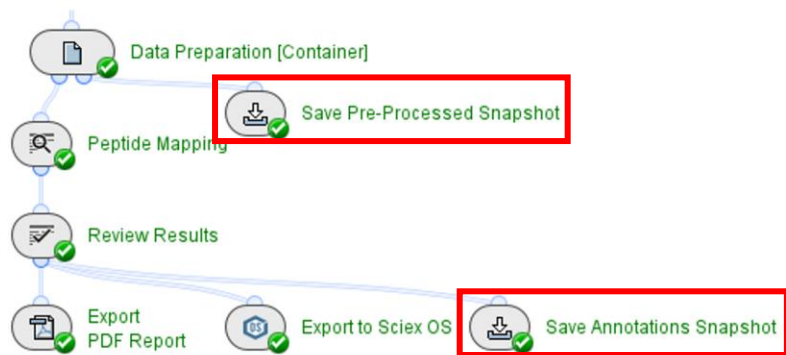 Data Preparation [Container]
Save Pre-Processed Snapshot
Peptide Mapping
Review Results
Export
PDF Report
OS
Export to Sciex OS
Save Annotations Snapshot